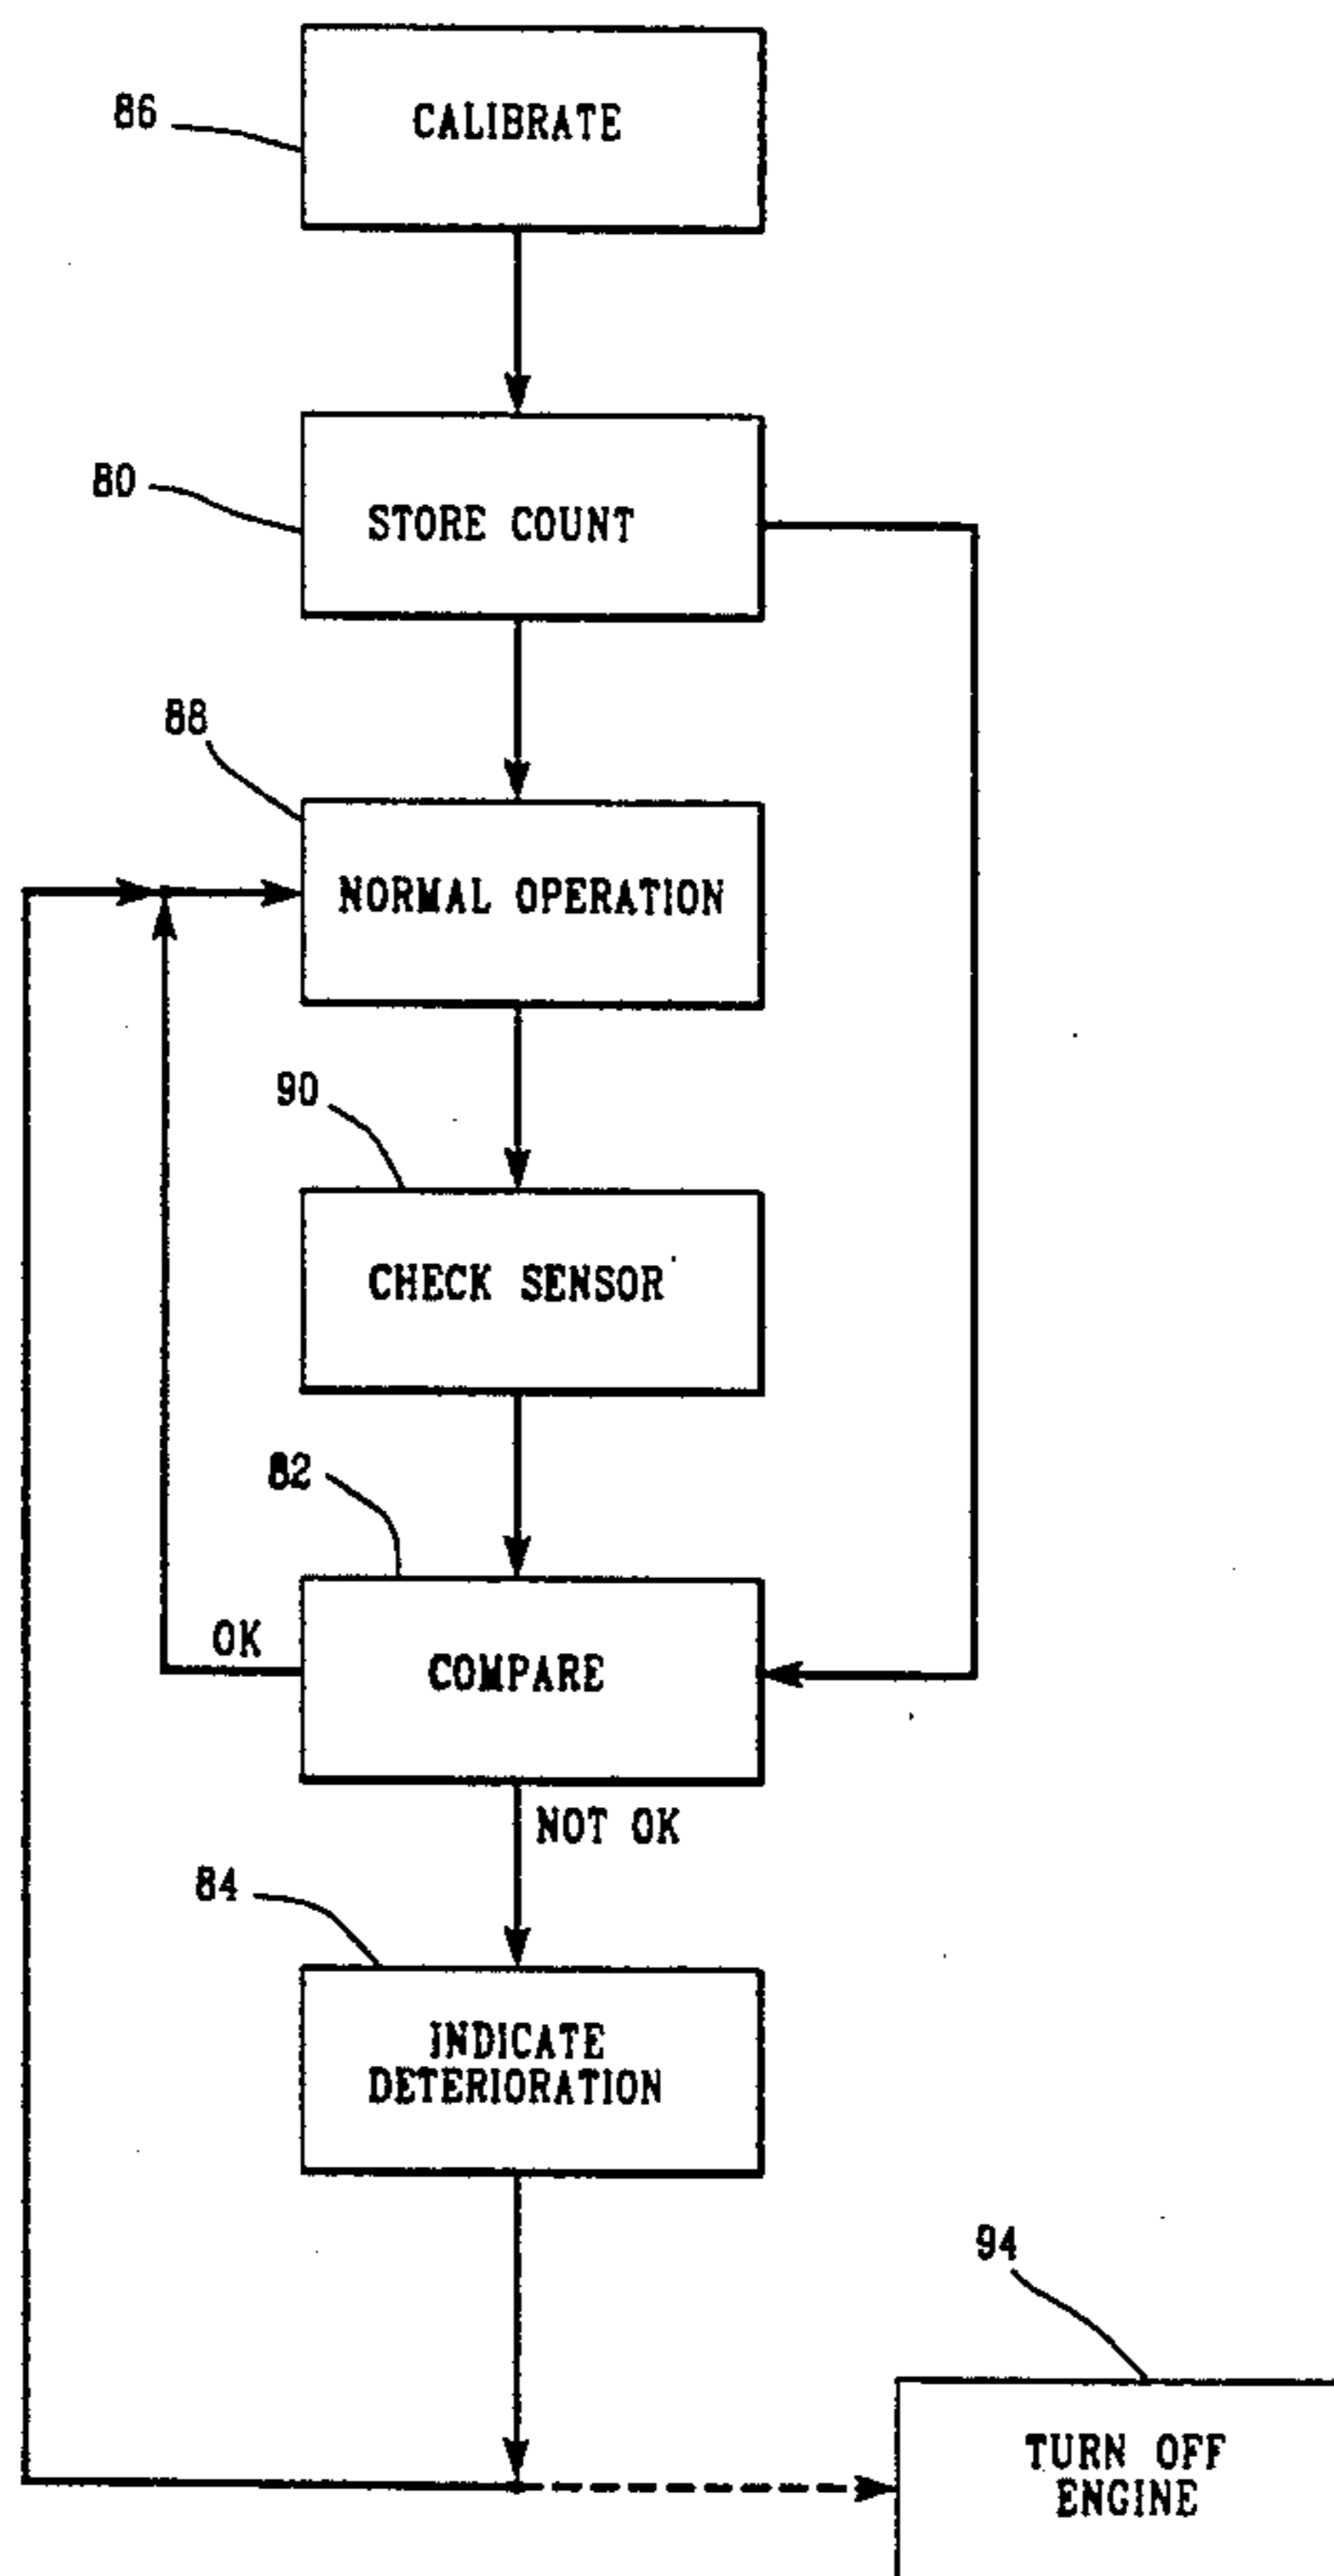 86
CALIBRATE
80
STORE COUNT
88
NORMAL OPERATION
90
CHECK SENSOR
82
OK
COMPARE
NOT OK
84
INDICATE
DETERIORATION
94
TURN OFF
ENGINE